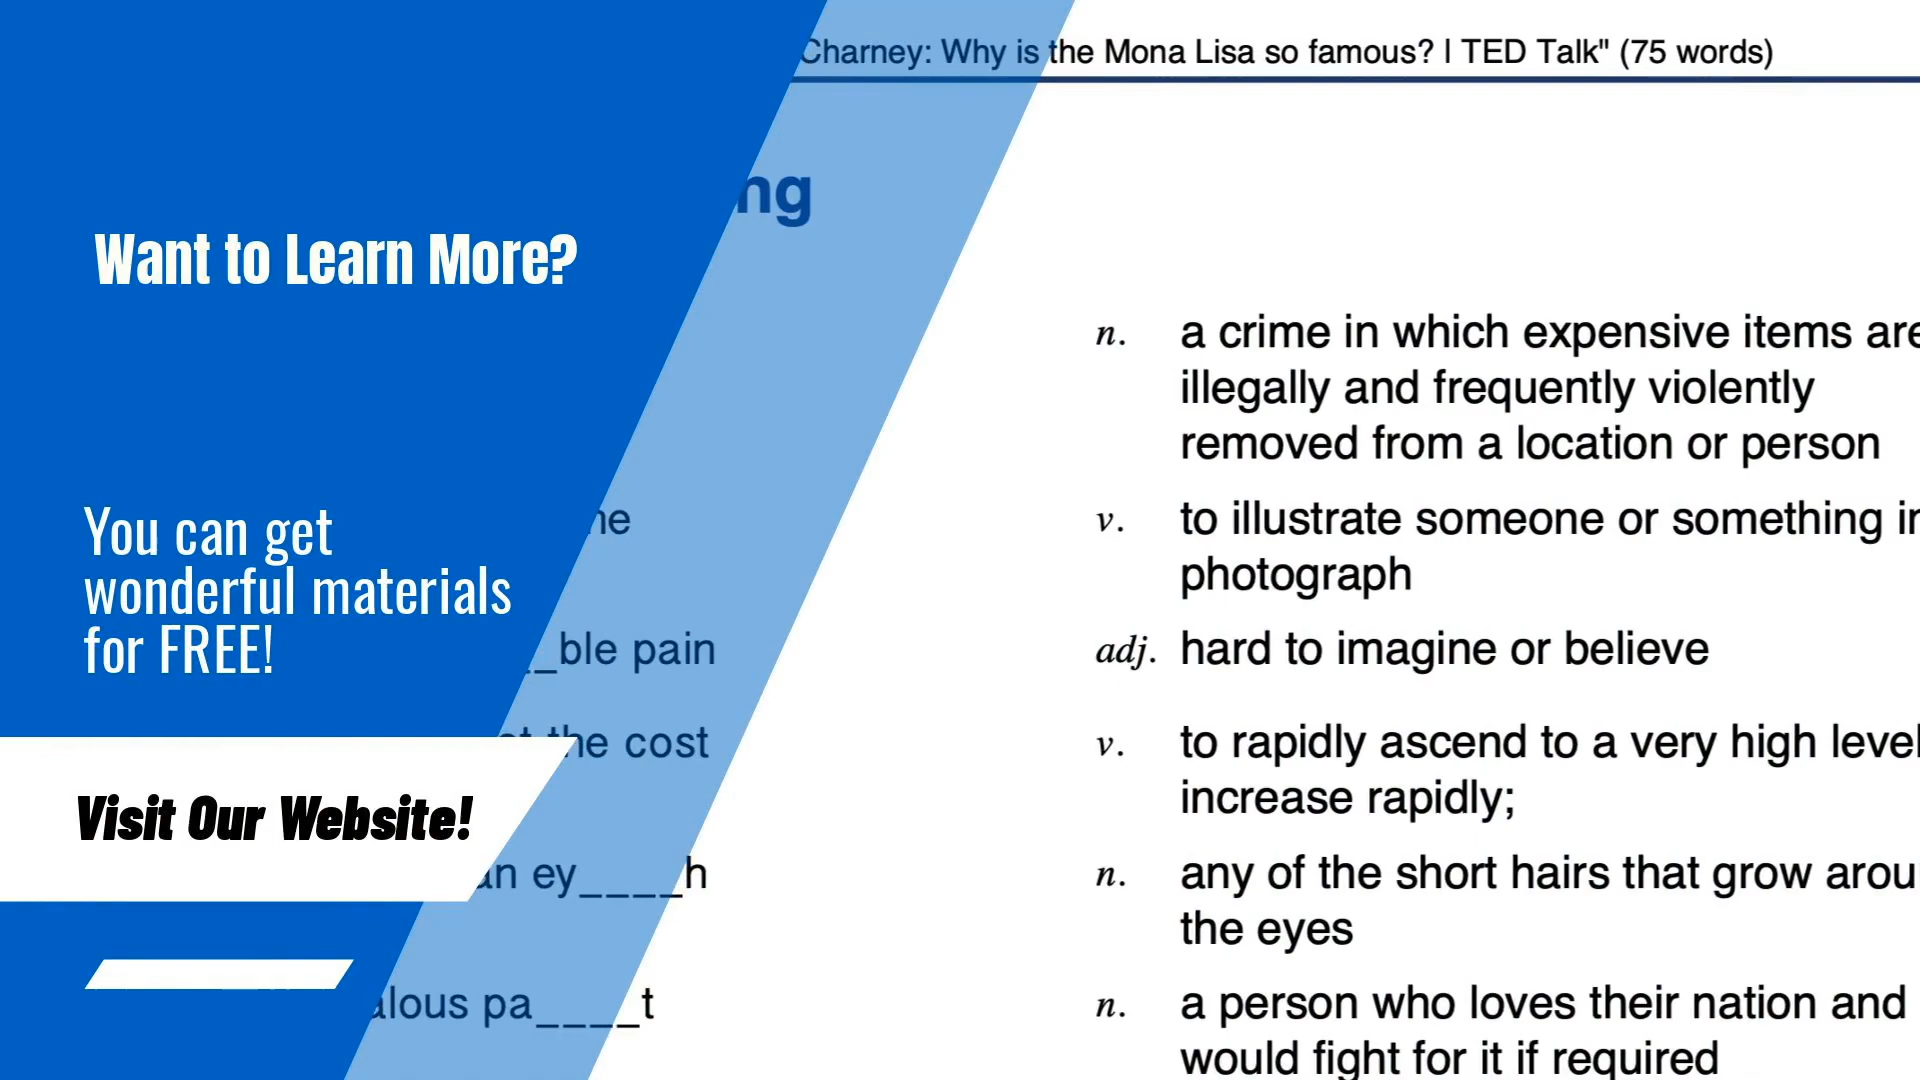 Charney: Why is the Mona Lisa so famous? | TED Talk" (75 words)
ng
Want to Learn More?
You can get
wonderful materials
for FREE!
Visit Our Website!
n. a crime in which expensive items are
illegally and frequently violently
removed from a location or person
v. to illustrate someone or something in
photograph
_ble pain adj. hard to imagine or believe
the cost v. to rapidly ascend to a very high level
increase rapidly;
an ey____h n. any of the short hairs that grow arou
the eyes
alous pa____t n. a person who loves their nation and
would fight for it if required